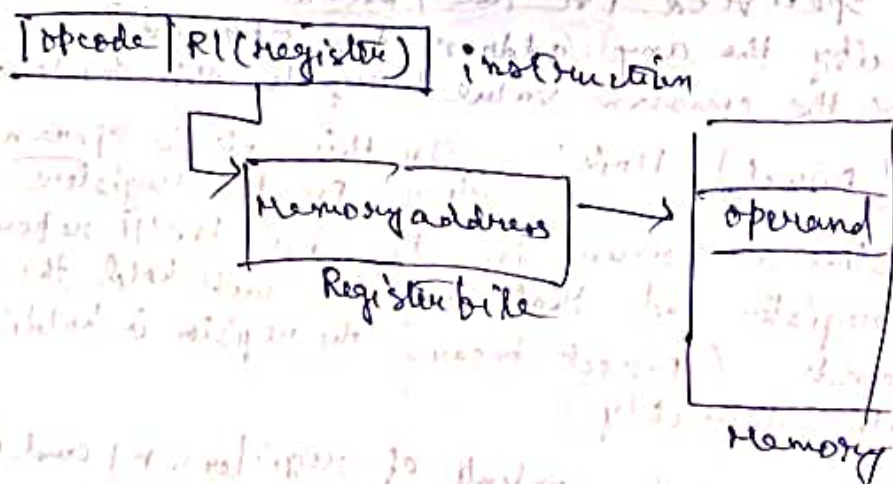 opcode R1 (register) instruction
Memory address
operand
Register file
Memory